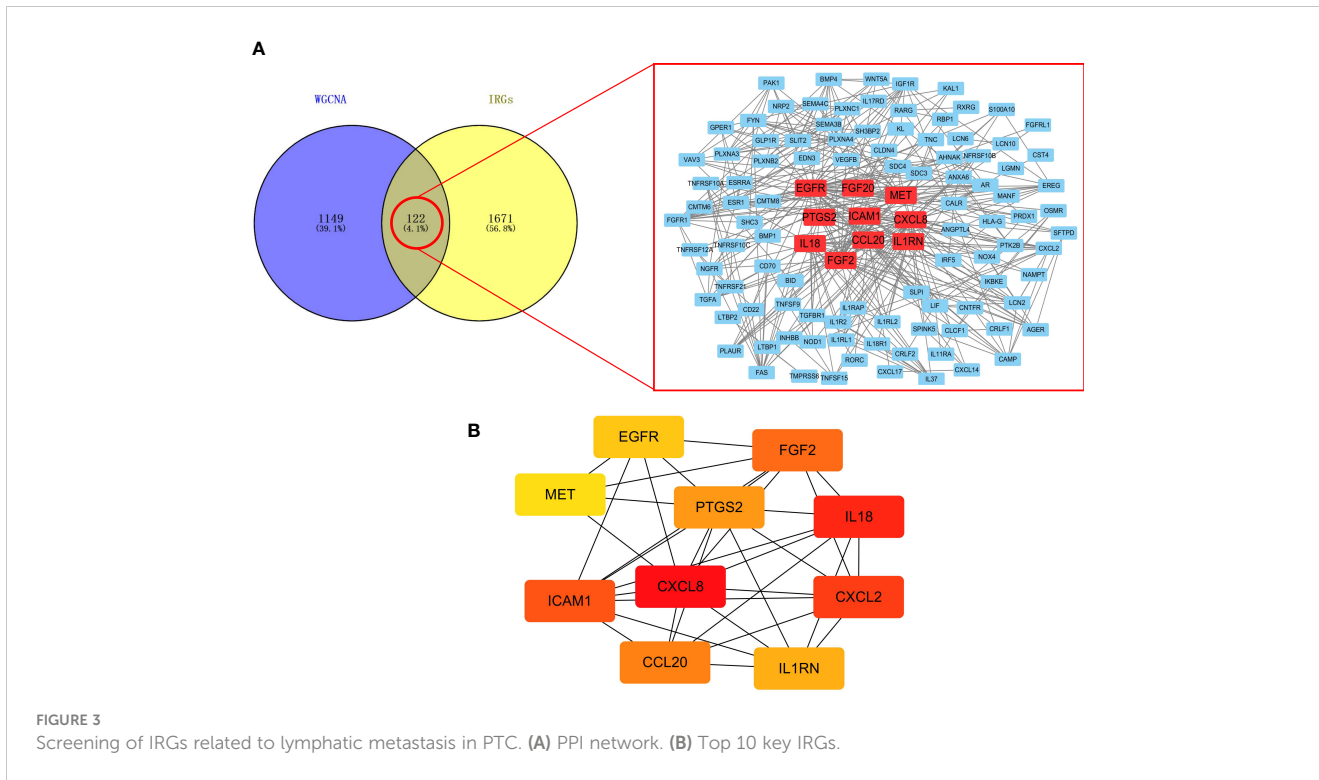 A
WGCNA
IRGs
1149
(39.1%)
122
(4.1%)
1671
(56.8%)
PAK1
BMP4
WNT5A
IGF1R
KAL1
NRP2
SEMA4C
PLXNC1
IL17RD
RARG
RXRG
S100A10
GPER1
FYN
SEMA3B
SH3BP2
KL
RBP1
FGFRL1
GLP1R
SLIT2
PLXNA4
TNC
LCN6
VAV3
PLXNA3
PLXNB2
EDN3
VEGFB
CLDN4
SDC4
AHNAK
NFRSF10B
LCN10
CST4
TNFRSF10A
ESRRA
SDC3
ANXA6
LGMN
EGFR
FGF20
MET
AR
EREG
CMTM6
ESR1
CMTM8
CALR
MANF
FGFR1
SHC3
PTGS2
ICAM1
CXCL8
HLA-G
PRDX1
OSMR
BMP1
ANGPTL4
SFTPD
TNFRSF12A
TNFRSF10C
IL18
CCL20
IL1RN
PTK2B
CXCL2
NGFR
CD70
FGF2
IRF5
NOX4
NAMPT
TNFRSF21
BID
IKBKE
TGFA
CD22
TNFSF9
IL1RAP
SLPI
LIF
CNTFR
LCN2
LTBP2
TGFBR1
IL1R2
IL1RL2
SPINK5
CLCF1
CRLF1
AGER
PLAUR
LTBP1
INHBB
NOD1
IL1RL1
IL18R1
CRLF2
IL11RA
CAMP
FAS
TMPRSS6
TNFSF15
RORC
CXCL17
IL37
CXCL14
B
EGFR
FGF2
MET
PTGS2
IL18
ICAM1
CXCL8
CXCL2
CCL20
IL1RN
FIGURE 3
Screening of IRGs related to lymphatic metastasis in PTC. (A) PPI network. (B) Top 10 key IRGs.